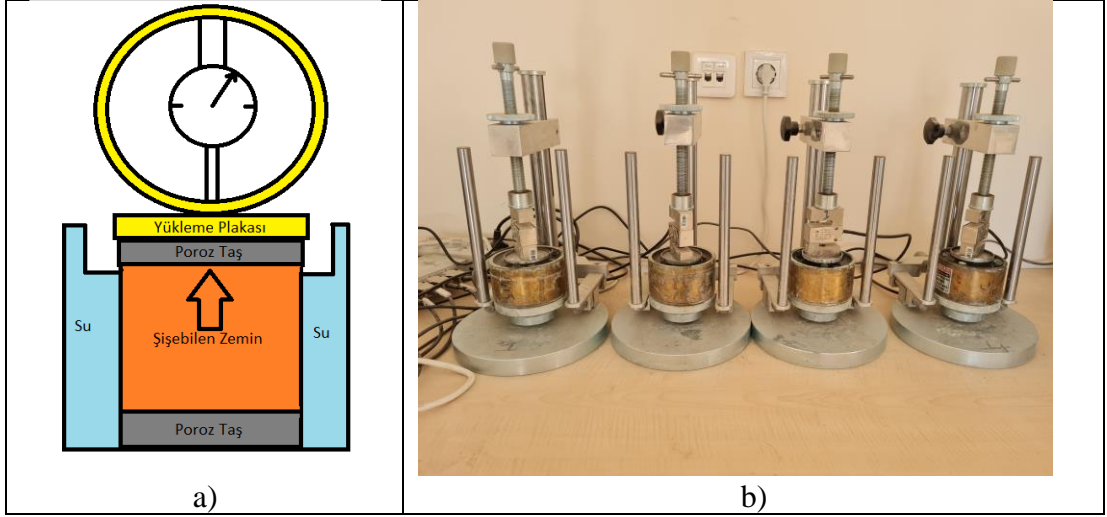 Yükleme Plakası
Poroz Taş
Su
Şişebilen Zemin
Su
Poroz Taş
a)
b)